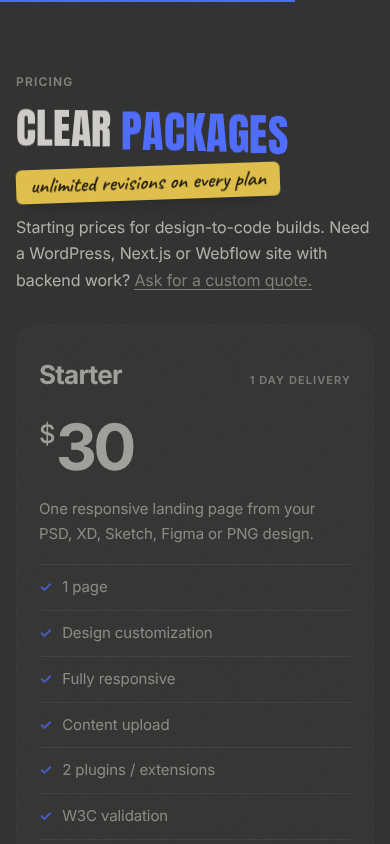 PRICING
CLEAR PACKAGES
unlimited revisions on every plan
Starting prices for design-to-code builds. Need
a WordPress, Next.js or Webflow site with
backend work? Ask for a custom quote.
Starter
1 DAY DELIVERY
$30
One responsive landing page from your
PSD, XD, Sketch, Figma or PNG design.
✓ 1 page
✓ Design customization
✓ Fully responsive
✓ Content upload
✓ 2 plugins / extensions
✓ W3C validation